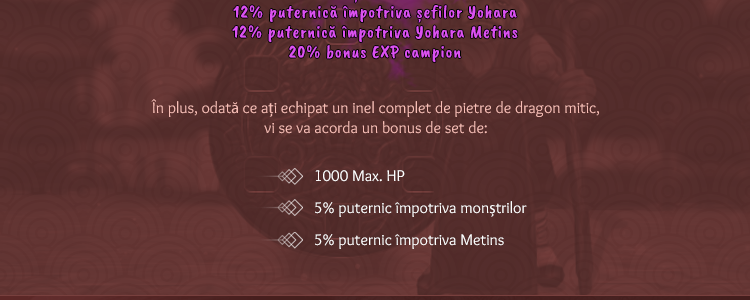 12% puternică împotriva șefilor Yohara
12% puternică împotriva Yohara Metins
20% bonus EXP campion
În plus, odată ce ați echipat un inel complet de pietre de dragon mitic,
vi se va acorda un bonus de set de:
1000 Max. HP
5% puternic împotriva monștrilor
5% puternic împotriva Metins